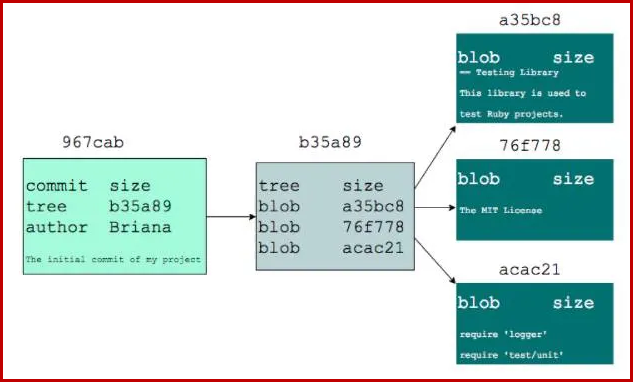 967cab
commit size
tree b35a89
author Briana
The initial commit of my project
b35a89
tree size
blob a35bc8
blob 76f778
blob acac21
a35bc8
blob size
== Testing Library
This library is used to
test Ruby projects.
76f778
blob size
The MIT License
acac21
blob size
require 'logger'
require 'test/unit'